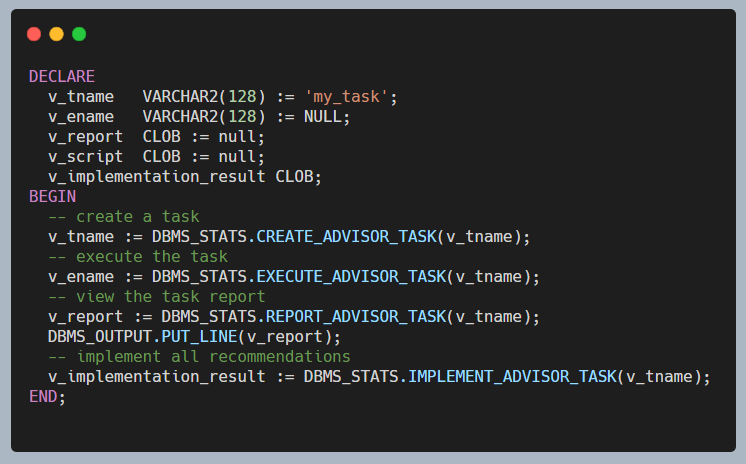 DECLARE
  v_tname   VARCHAR2(128) := 'my_task';
  v_ename   VARCHAR2(128) := NULL;
  v_report  CLOB := null;
  v_script  CLOB := null;
  v_implementation_result CLOB;
BEGIN
  -- create a task
  v_tname := DBMS_STATS.CREATE_ADVISOR_TASK(v_tname);
  -- execute the task
  v_ename := DBMS_STATS.EXECUTE_ADVISOR_TASK(v_tname);
  -- view the task report
  v_report := DBMS_STATS.REPORT_ADVISOR_TASK(v_tname);
  DBMS_OUTPUT.PUT_LINE(v_report);
  -- implement all recommendations
  v_implementation_result := DBMS_STATS.IMPLEMENT_ADVISOR_TASK(v_tname);
END;